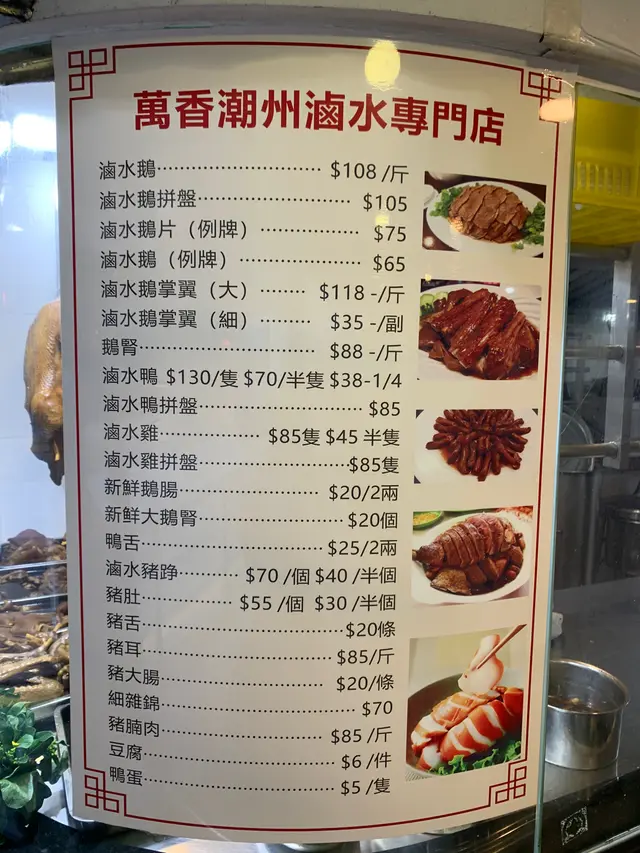 萬香潮州滷水專門店
滷水鵝 $108 /斤
滷水鵝拼盤 $105
滷水鵝片（例牌） $75
滷水鵝（例牌） $65
滷水鵝掌翼（大） $118 -/斤
滷水鵝掌翼（細） $35 -/副
鵝腎 $88 -/斤
滷水鴨 $130/隻 $70/半隻 $38-1/4
滷水鴨拼盤 $85
滷水雞 $85隻 $45 半隻
滷水雞拼盤 $85隻
新鮮鵝腸 $20/2兩
新鮮大鵝腎 $20個
鴨舌 $25/2兩
滷水豬踭 $70 /個 $40 /半個
豬肚 $55 /個 $30 /半個
豬舌 $20條
豬耳 $85/斤
豬大腸 $20/條
細雜錦 $70
豬腩肉 $85 /斤
豆腐 $6 /件
鴨蛋 $5 /隻